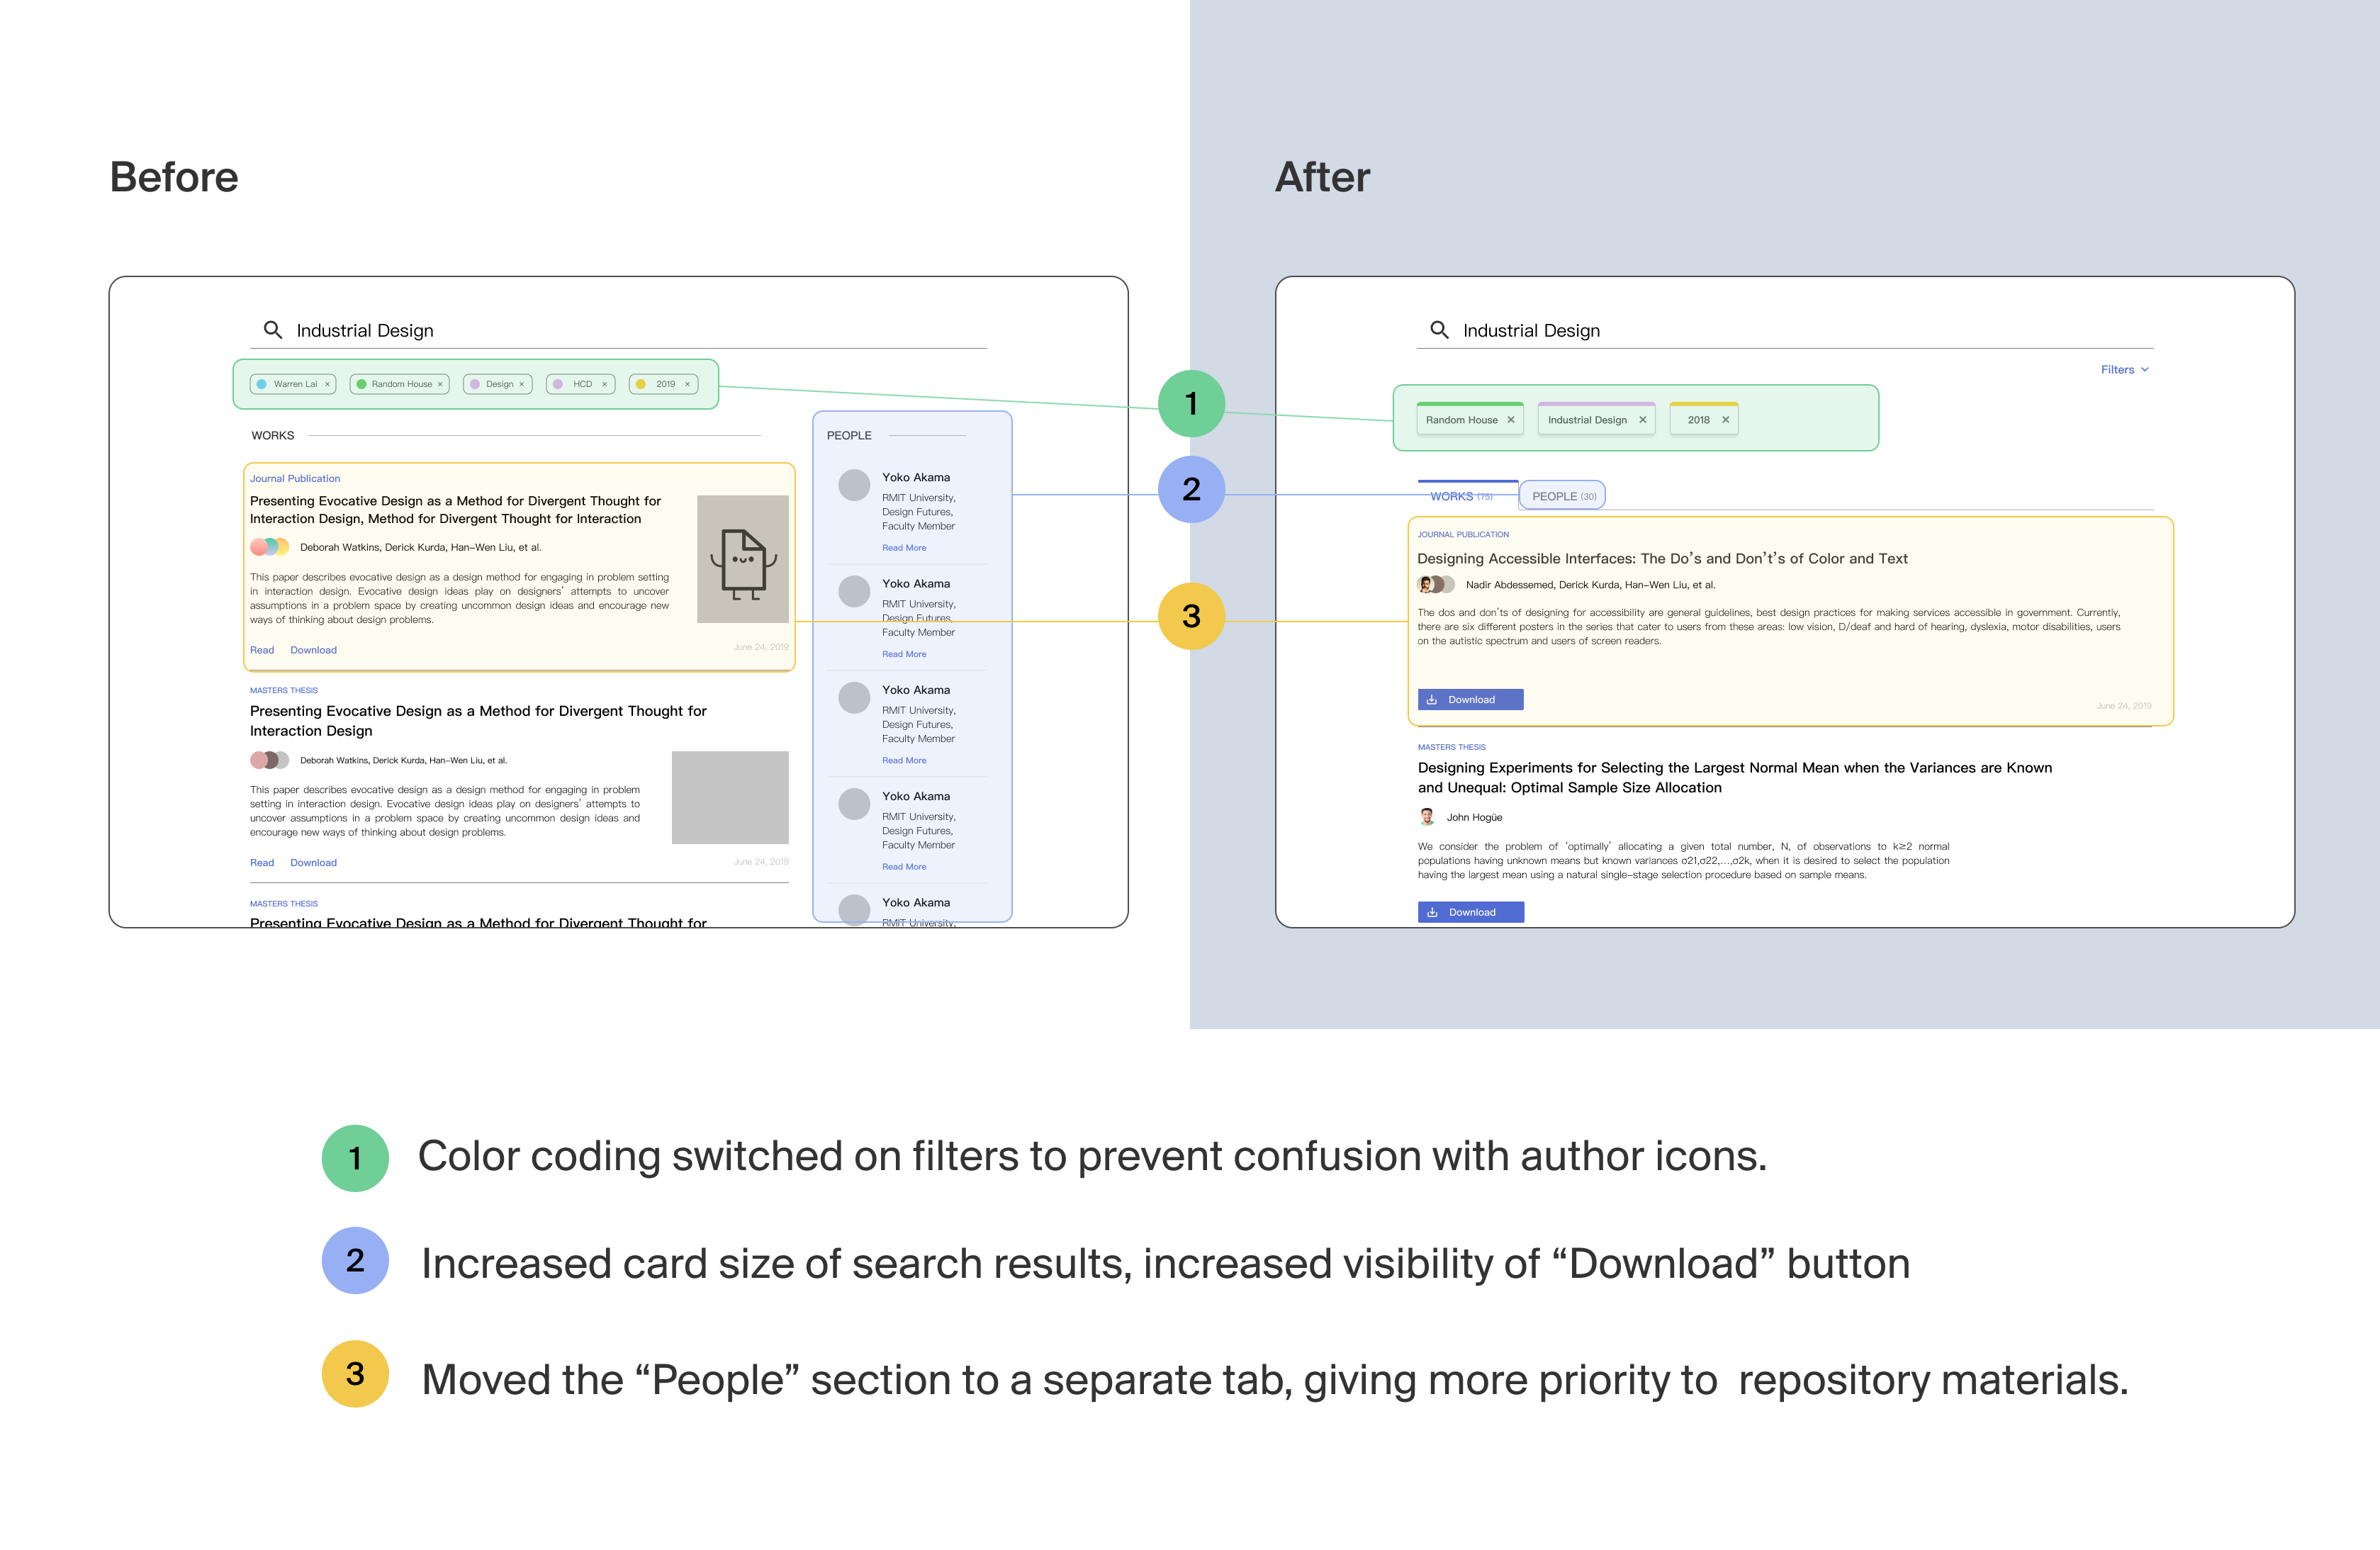 Before
Industrial Design
Warren Lai × Random House × Design × HCD × 2019 ×
WORKS
Journal Publication
Presenting Evocative Design as a Method for Divergent Thought for
Interaction Design, Method for Divergent Thought for Interaction
Deborah Watkins, Derick Kurda, Han-Wen Liu, et al.
This paper describes evocative design as a design method for engaging in problem setting
in interaction design. Evocative design ideas play on designers' attempts to uncover
assumptions in a problem space by creating uncommon design ideas and encourage new
ways of thinking about design problems.
Read Download
June 24, 2019
MASTERS THESIS
Presenting Evocative Design as a Method for Divergent Thought for
Interaction Design
Deborah Watkins, Derick Kurda, Han-Wen Liu, et al.
This paper describes evocative design as a design method for engaging in problem
setting in interaction design. Evocative design ideas play on designers' attempts to
uncover assumptions in a problem space by creating uncommon design ideas and
encourage new ways of thinking about design problems.
Read Download
June 24, 2019
MASTERS THESIS
Presenting Evocative Design as a Method for Divergent Thought for
PEOPLE
Yoko Akama
RMIT University,
Design Futures,
Faculty Member
Read More
Yoko Akama
RMIT University,
Design Futures,
Faculty Member
Read More
Yoko Akama
RMIT University,
Design Futures,
Faculty Member
Read More
Yoko Akama
RMIT University,
Design Futures,
Faculty Member
Read More
Yoko Akama
RMIT University,
1
2
3
After
Industrial Design
Filters
Random House × Industrial Design × 2018 ×
WORKS (75) PEOPLE (30)
JOURNAL PUBLICATION
Designing Accessible Interfaces: The Do's and Don't's of Color and Text
Nadir Abdessemed, Derick Kurda, Han-Wen Liu, et al.
The dos and don'ts of designing for accessibility are general guidelines, best design practices for making services accessible in government. Currently,
there are six different posters in the series that cater to users from these areas: low vision, D/deaf and hard of hearing, dyslexia, motor disabilities, users
on the autistic spectrum and users of screen readers.
Download
June 24, 2019
MASTERS THESIS
Designing Experiments for Selecting the Largest Normal Mean when the Variances are Known
and Unequal: Optimal Sample Size Allocation
John Hogüe
We consider the problem of 'optimally' allocating a given total number, N, of observations to k≥2 normal
populations having unknown means but known variances σ21,σ22,...,σ2k, when it is desired to select the population
having the largest mean using a natural single-stage selection procedure based on sample means.
Download
1 Color coding switched on filters to prevent confusion with author icons.
2 Increased card size of search results, increased visibility of “Download” button
3 Moved the “People” section to a separate tab, giving more priority to repository materials.